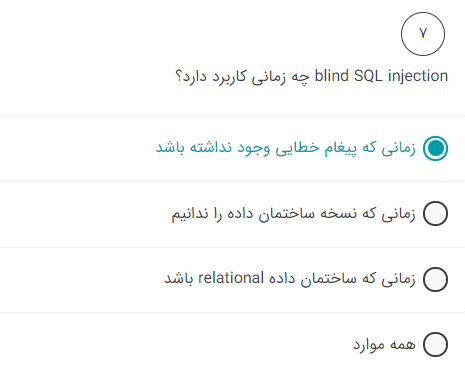 ۷
blind SQL injection چه زمانی کاربرد دارد؟
زمانی که پیغام خطایی وجود نداشته باشد
زمانی که نسخه ساختمان داده را ندانیم
زمانی که ساختمان داده relational باشد
همه موارد